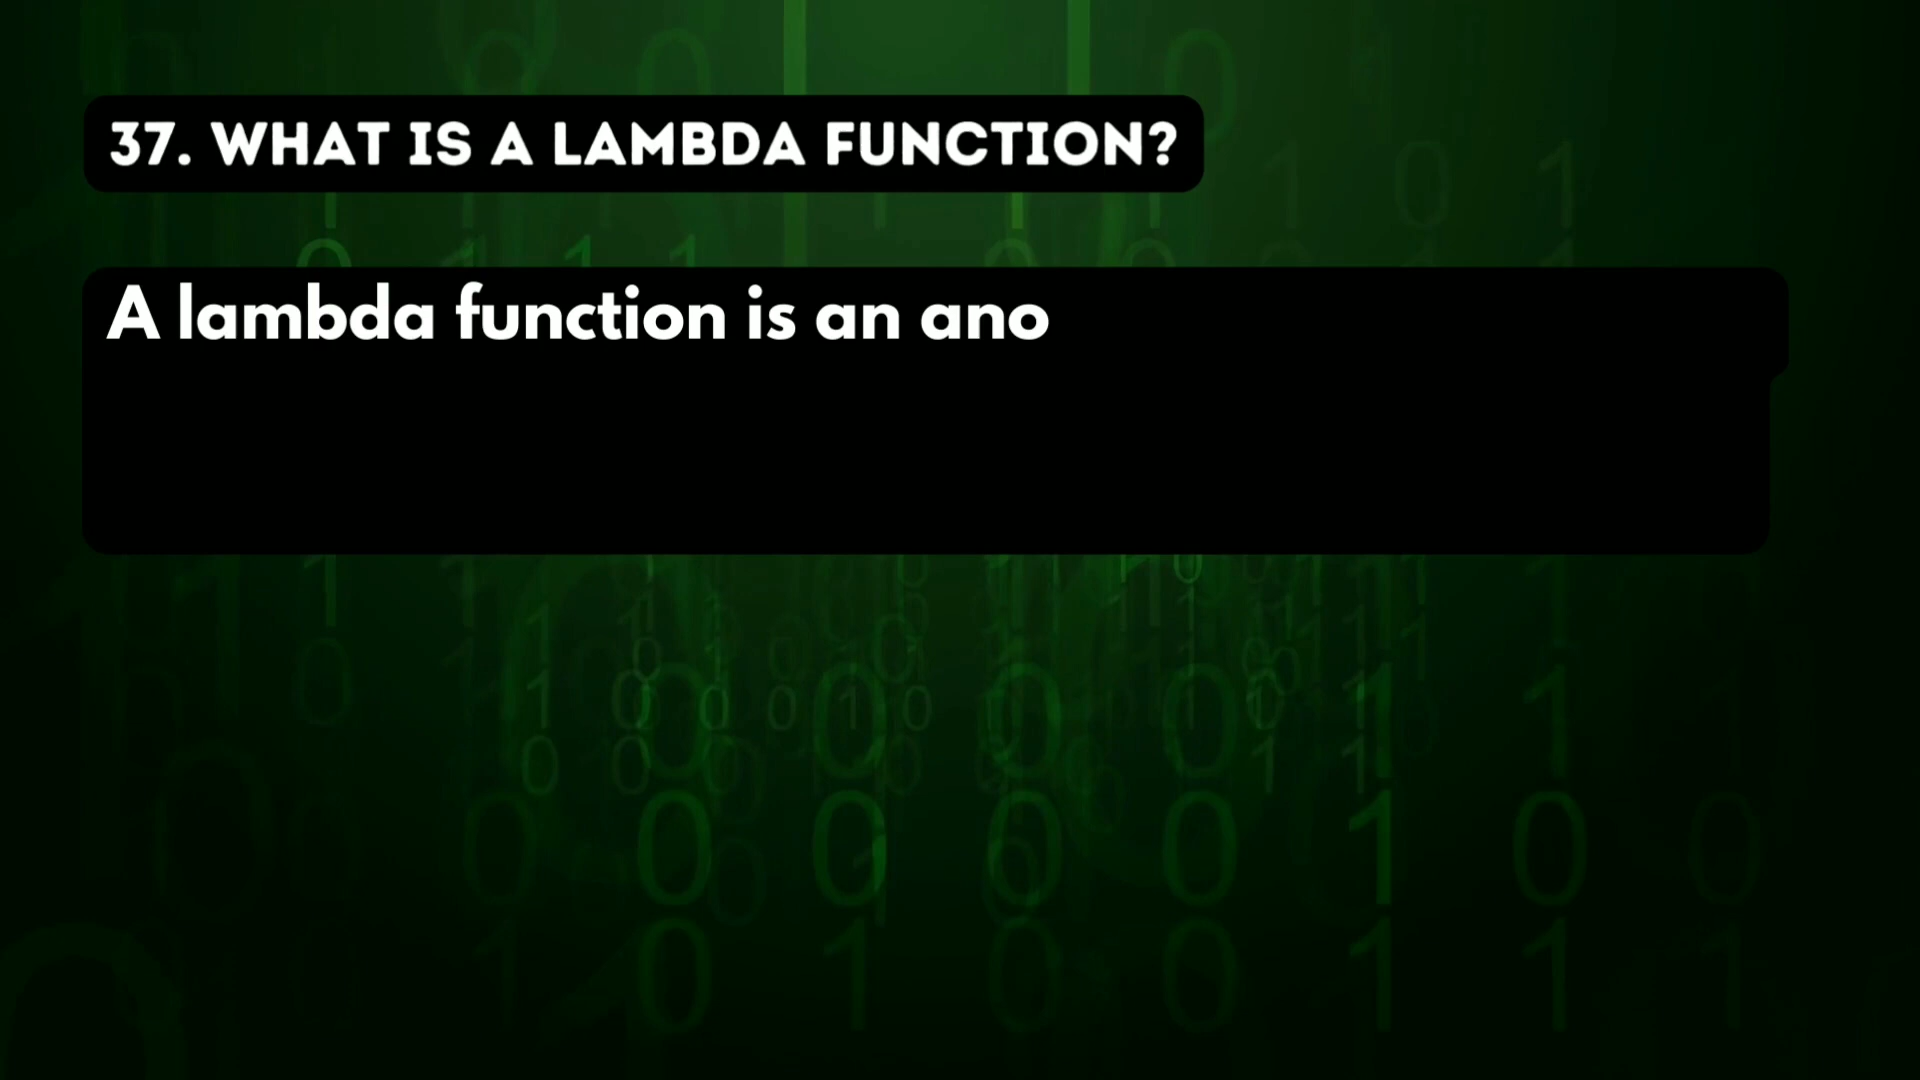 37. WHAT IS A LAMBDA FUNCTION?
A lambda function is an ano